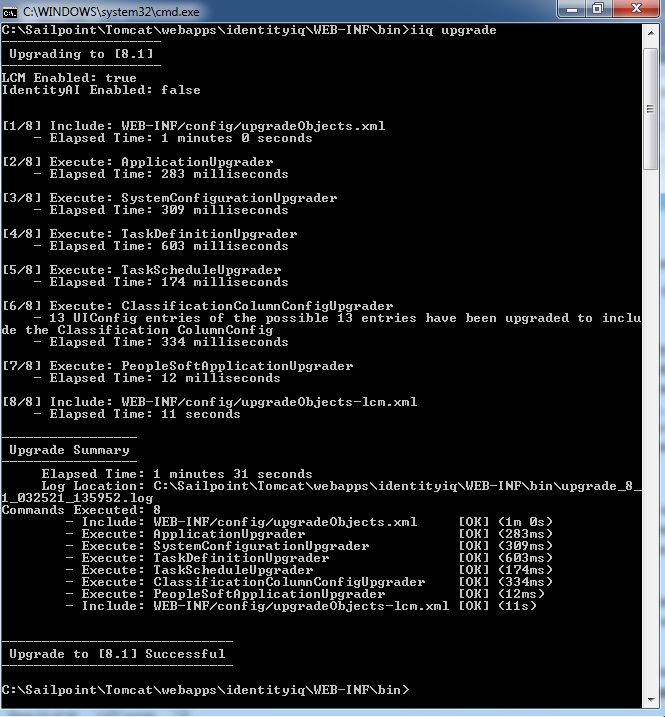 C:\WINDOWS\system32\cmd.exe
C:\Sailpoint\Tomcat\webapps\identityiq\WEB-INF\bin>iiq upgrade
--------------------
Upgrading to [8.1]
--------------------
LCM Enabled: true
IdentityAI Enabled: false
[1/8] Include: WEB-INF/config/upgradeObjects.xml
- Elapsed Time: 1 minutes 0 seconds
[2/8] Execute: ApplicationUpgrader
- Elapsed Time: 283 milliseconds
[3/8] Execute: SystemConfigurationUpgrader
- Elapsed Time: 309 milliseconds
[4/8] Execute: TaskDefinitionUpgrader
- Elapsed Time: 603 milliseconds
[5/8] Execute: TaskScheduleUpgrader
- Elapsed Time: 174 milliseconds
[6/8] Execute: ClassificationColumnConfigUpgrader
- 13 UIConfig entries of the possible 13 entries have been upgraded to inclu
de the Classification ColumnConfig
- Elapsed Time: 334 milliseconds
[7/8] Execute: PeopleSoftApplicationUpgrader
- Elapsed Time: 12 milliseconds
[8/8] Include: WEB-INF/config/upgradeObjects-lcm.xml
- Elapsed Time: 11 seconds
-----------------
Upgrade Summary
-----------------
Elapsed Time: 1 minutes 31 seconds
Log Location: C:\Sailpoint\Tomcat\webapps\identityiq\WEB-INF\bin\upgrade_8_
1_032521_135952.log
Commands Executed: 8
- Include: WEB-INF/config/upgradeObjects.xml [OK] (1m 0s)
- Execute: ApplicationUpgrader [OK] (283ms)
- Execute: SystemConfigurationUpgrader [OK] (309ms)
- Execute: TaskDefinitionUpgrader [OK] (603ms)
- Execute: TaskScheduleUpgrader [OK] (174ms)
- Execute: ClassificationColumnConfigUpgrader [OK] (334ms)
- Execute: PeopleSoftApplicationUpgrader [OK] (12ms)
- Include: WEB-INF/config/upgradeObjects-lcm.xml [OK] (11s)
-----------------------------
Upgrade to [8.1] Successful
-----------------------------
C:\Sailpoint\Tomcat\webapps\identityiq\WEB-INF\bin>